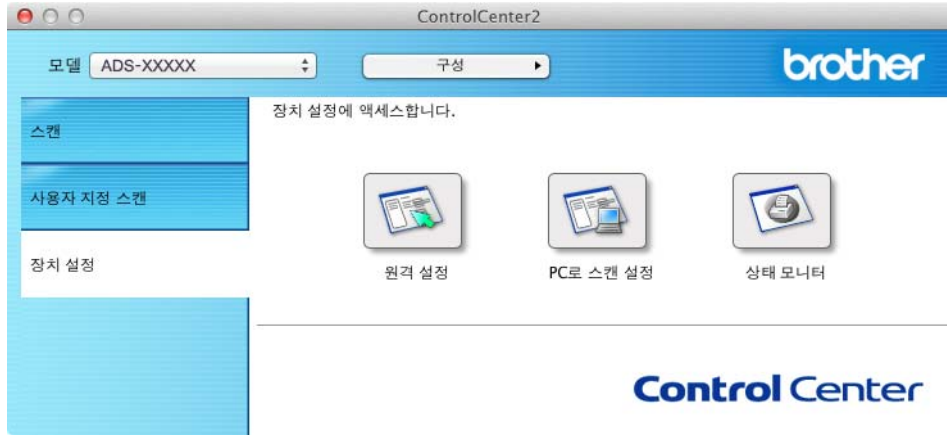 ControlCenter2
모델 ADS-XXXXX 구성 brother
스캔
사용자 지정 스캔
장치 설정
장치 설정에 액세스합니다.
원격 설정 PC로 스캔 설정 상태 모니터
Control Center